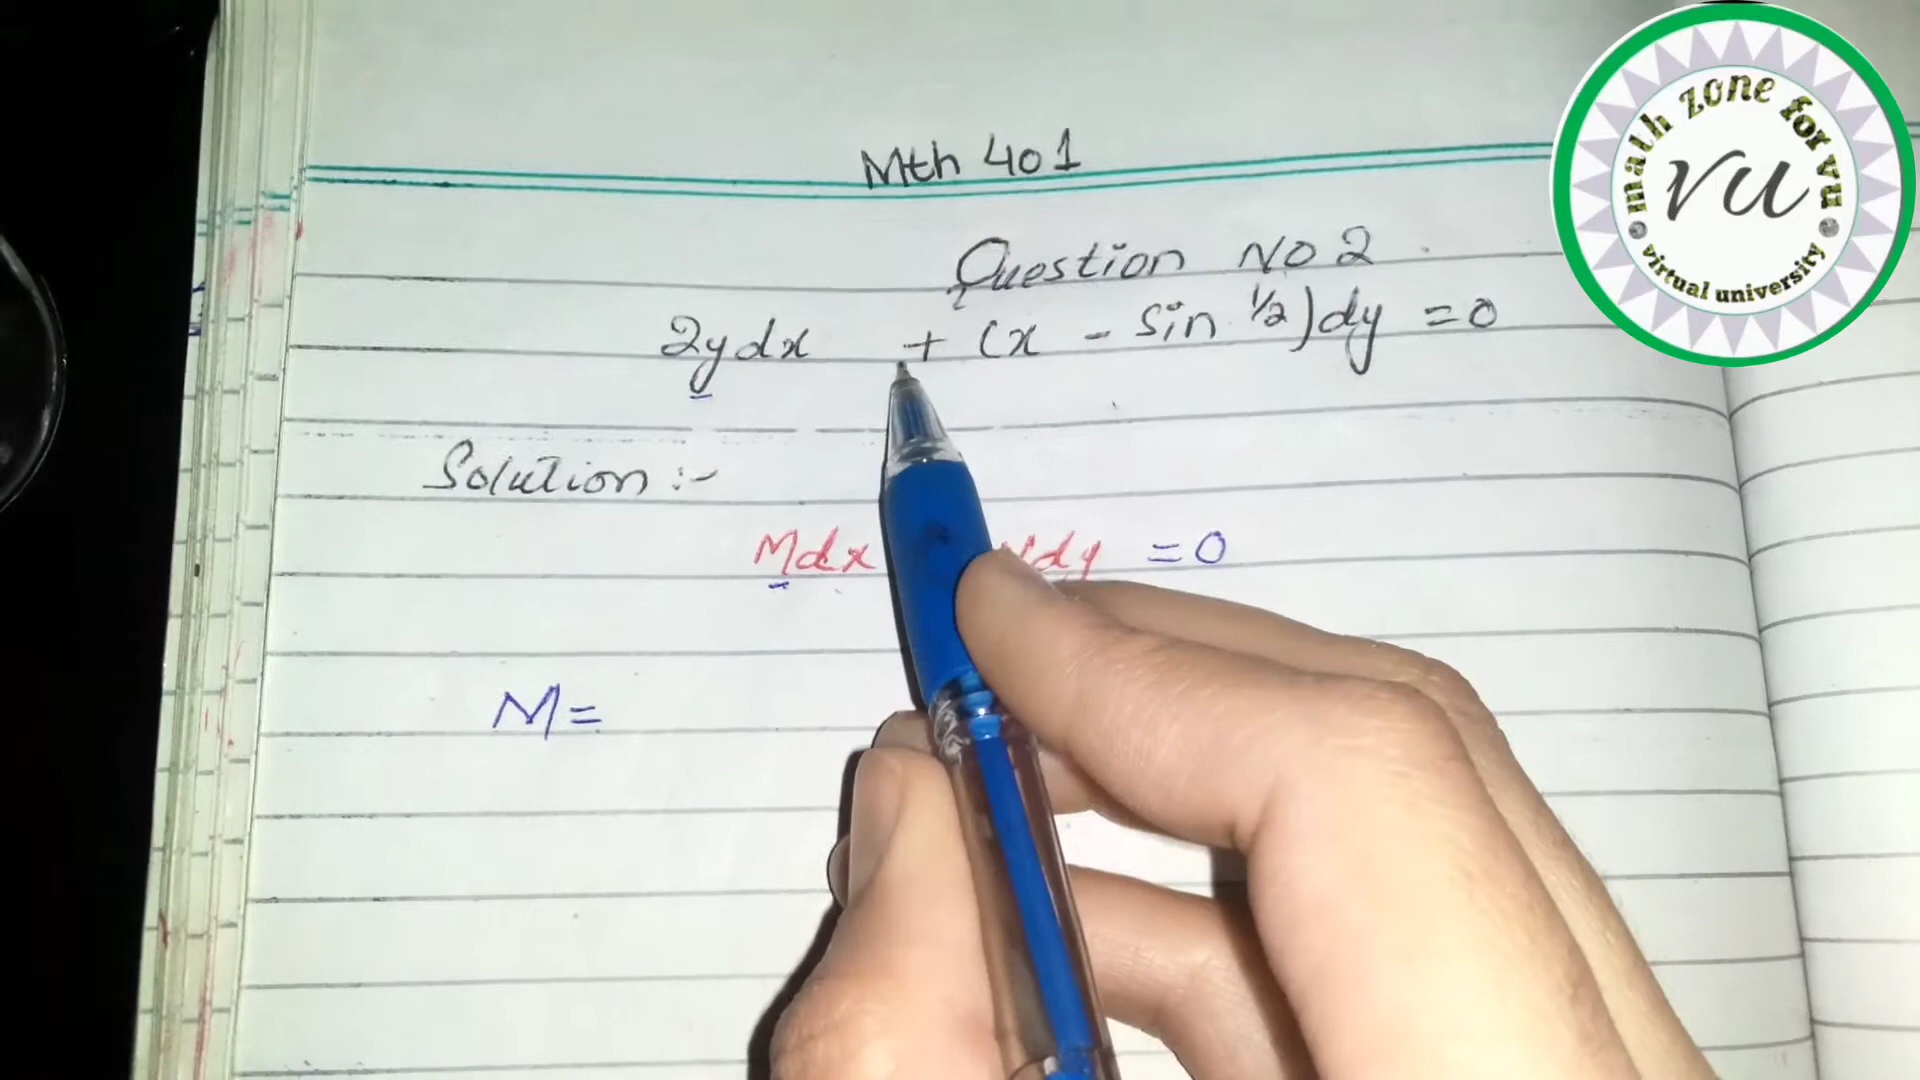 Mth 401
Question No 2
2ydx + (x - sin 1/2)dy = 0
Solution :-
Mdx dy = 0
M=
math zone for vu
vu
virtual university